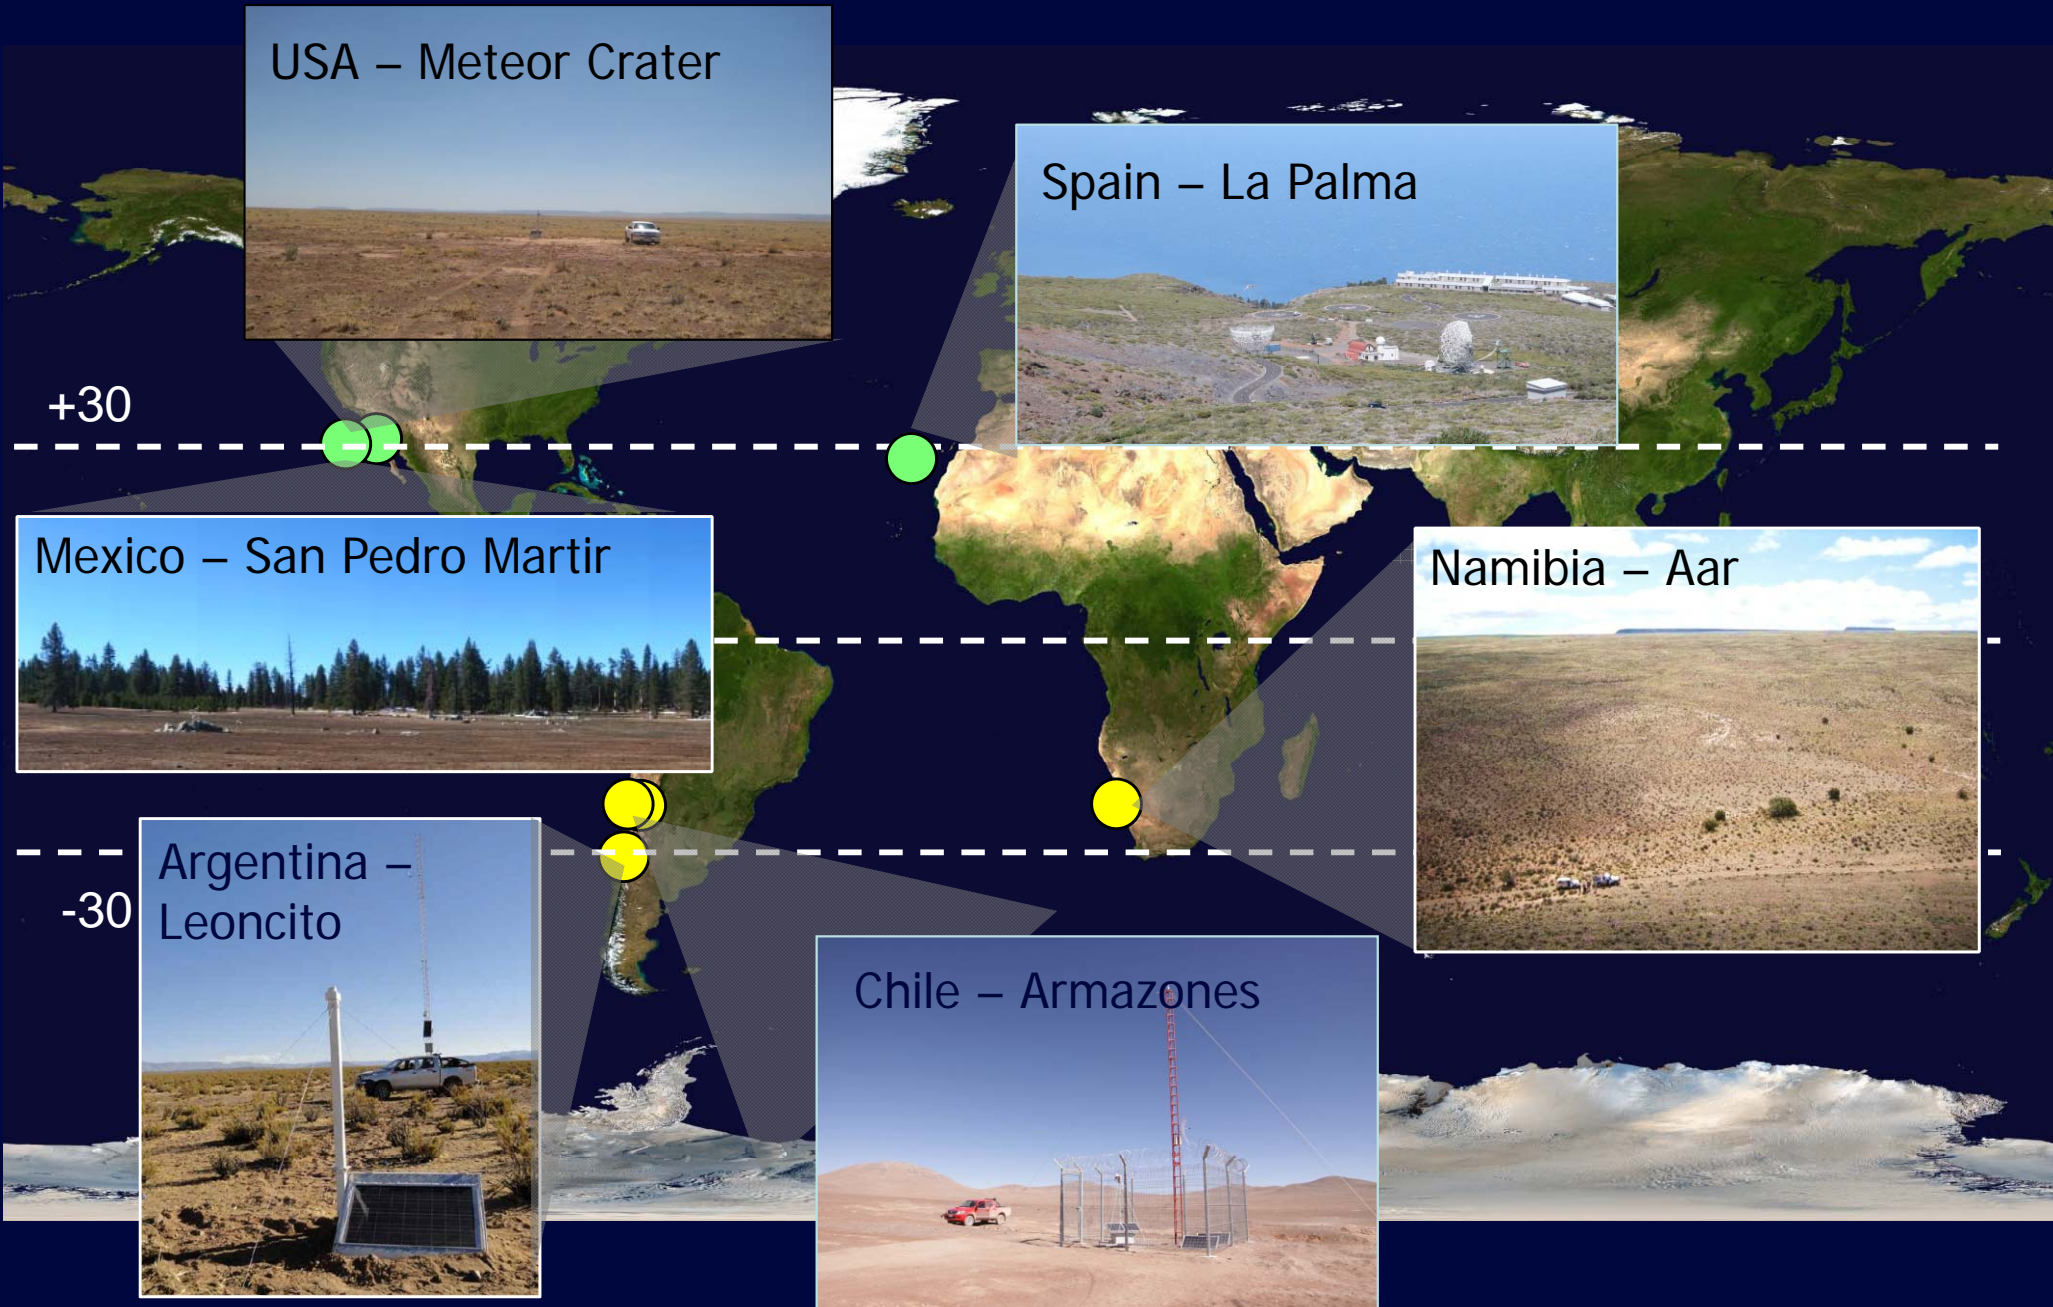 USA – Meteor Crater
Spain – La Palma
+30
Mexico – San Pedro Martir
Namibia – Aar
Argentina –
Leoncito
-30
Chile – Armazones